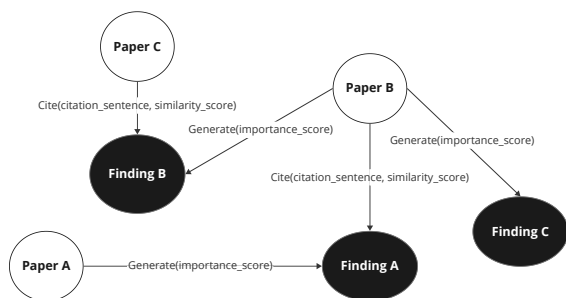 Paper C
Paper B
Cite(citation_sentence, similarity_score)
Generate(importance_score)
Generate(importance_score)
Finding B
Cite(citation_sentence, similarity_score)
Finding C
Paper A
Generate(importance_score)
Finding A